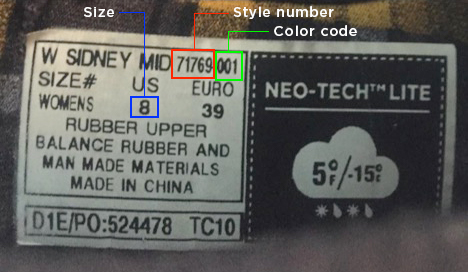 Size
Style number
Color code
W SIDNEY MID 71769 001
SIZE# US EURO
WOMENS 8 39
RUBBER UPPER
BALANCE RUBBER AND
MAN MADE MATERIALS
MADE IN CHINA
D1E/PO:524478 TC10
NEO-TECH™ LITE
5°F/-15°C